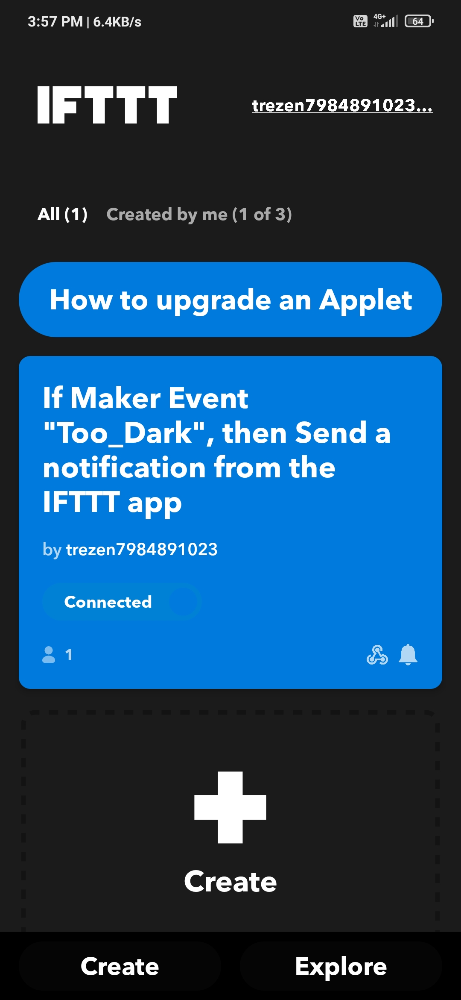 3:57 PM | 6.4KB/s
Vo LTE 4G+ 64
IFTTT
trezen7984891023...
All (1) Created by me (1 of 3)
How to upgrade an Applet
If Maker Event
"Too_Dark", then Send a
notification from the
IFTTT app
by trezen7984891023
Connected
1
Create
Create Explore